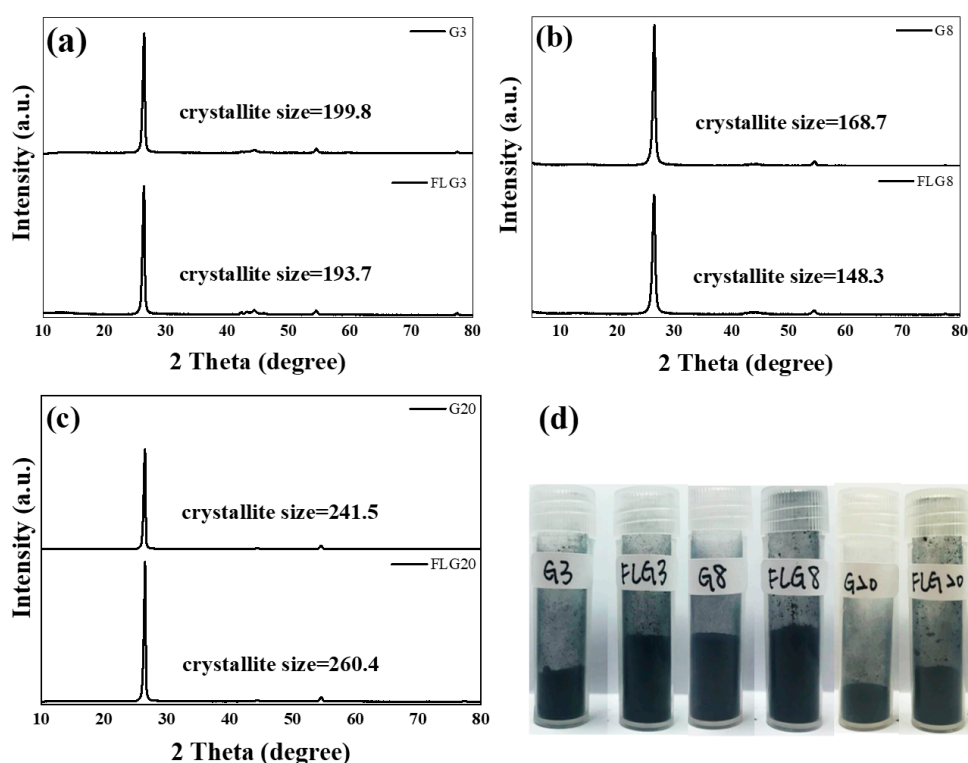 (a)
G3
crystallite size=199.8
FLG3
crystallite size=193.7
Intensity (a.u.)
10 20 30 40 50 60 70 80
2 Theta (degree)
(b)
G8
crystallite size=168.7
FLG8
crystallite size=148.3
Intensity (a.u.)
10 20 30 40 50 60 70 80
2 Theta (degree)
(c)
G20
crystallite size=241.5
FLG20
crystallite size=260.4
Intensity (a.u.)
10 20 30 40 50 60 70 80
2 Theta (degree)
(d)
G3 FLG3 G8 FLG8 G20 FLG20